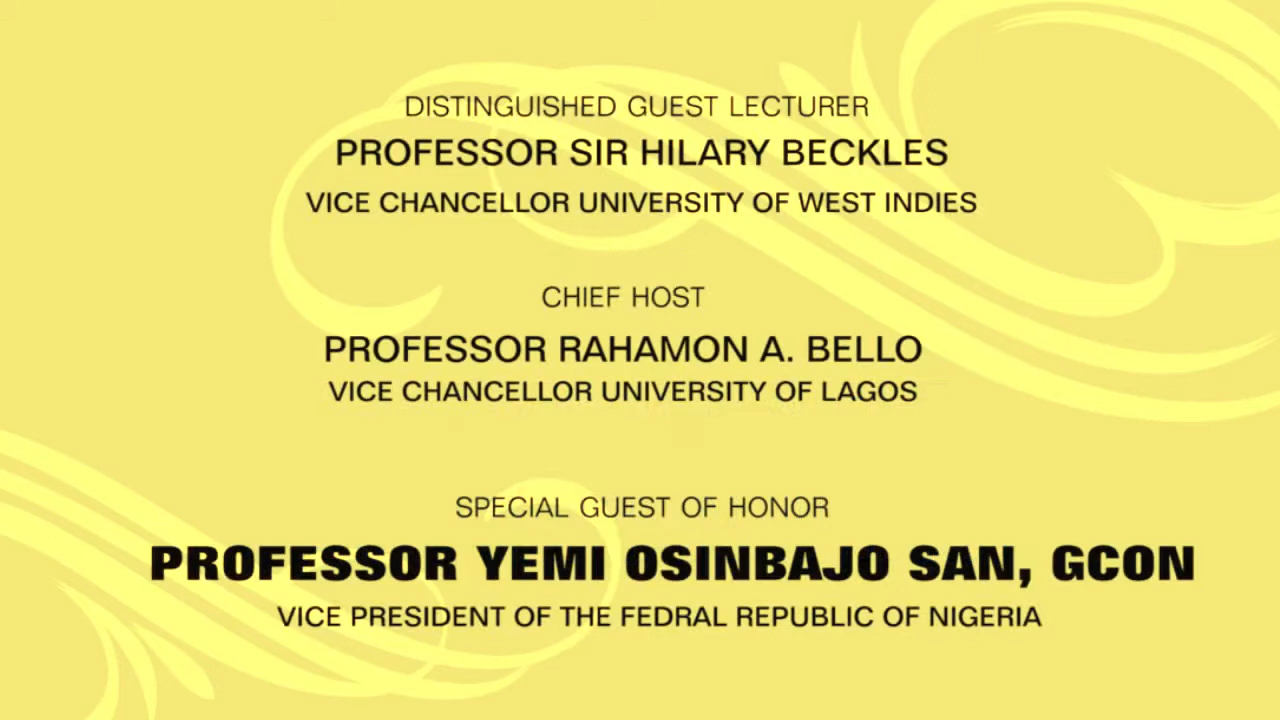 DISTINGUISHED GUEST LECTURER
PROFESSOR SIR HILARY BECKLES
VICE CHANCELLOR UNIVERSITY OF WEST INDIES
CHIEF HOST
PROFESSOR RAHAMON A. BELLO
VICE CHANCELLOR UNIVERSITY OF LAGOS
SPECIAL GUEST OF HONOR
PROFESSOR YEMI OSINBAJO SAN, GCON
VICE PRESIDENT OF THE FEDRAL REPUBLIC OF NIGERIA